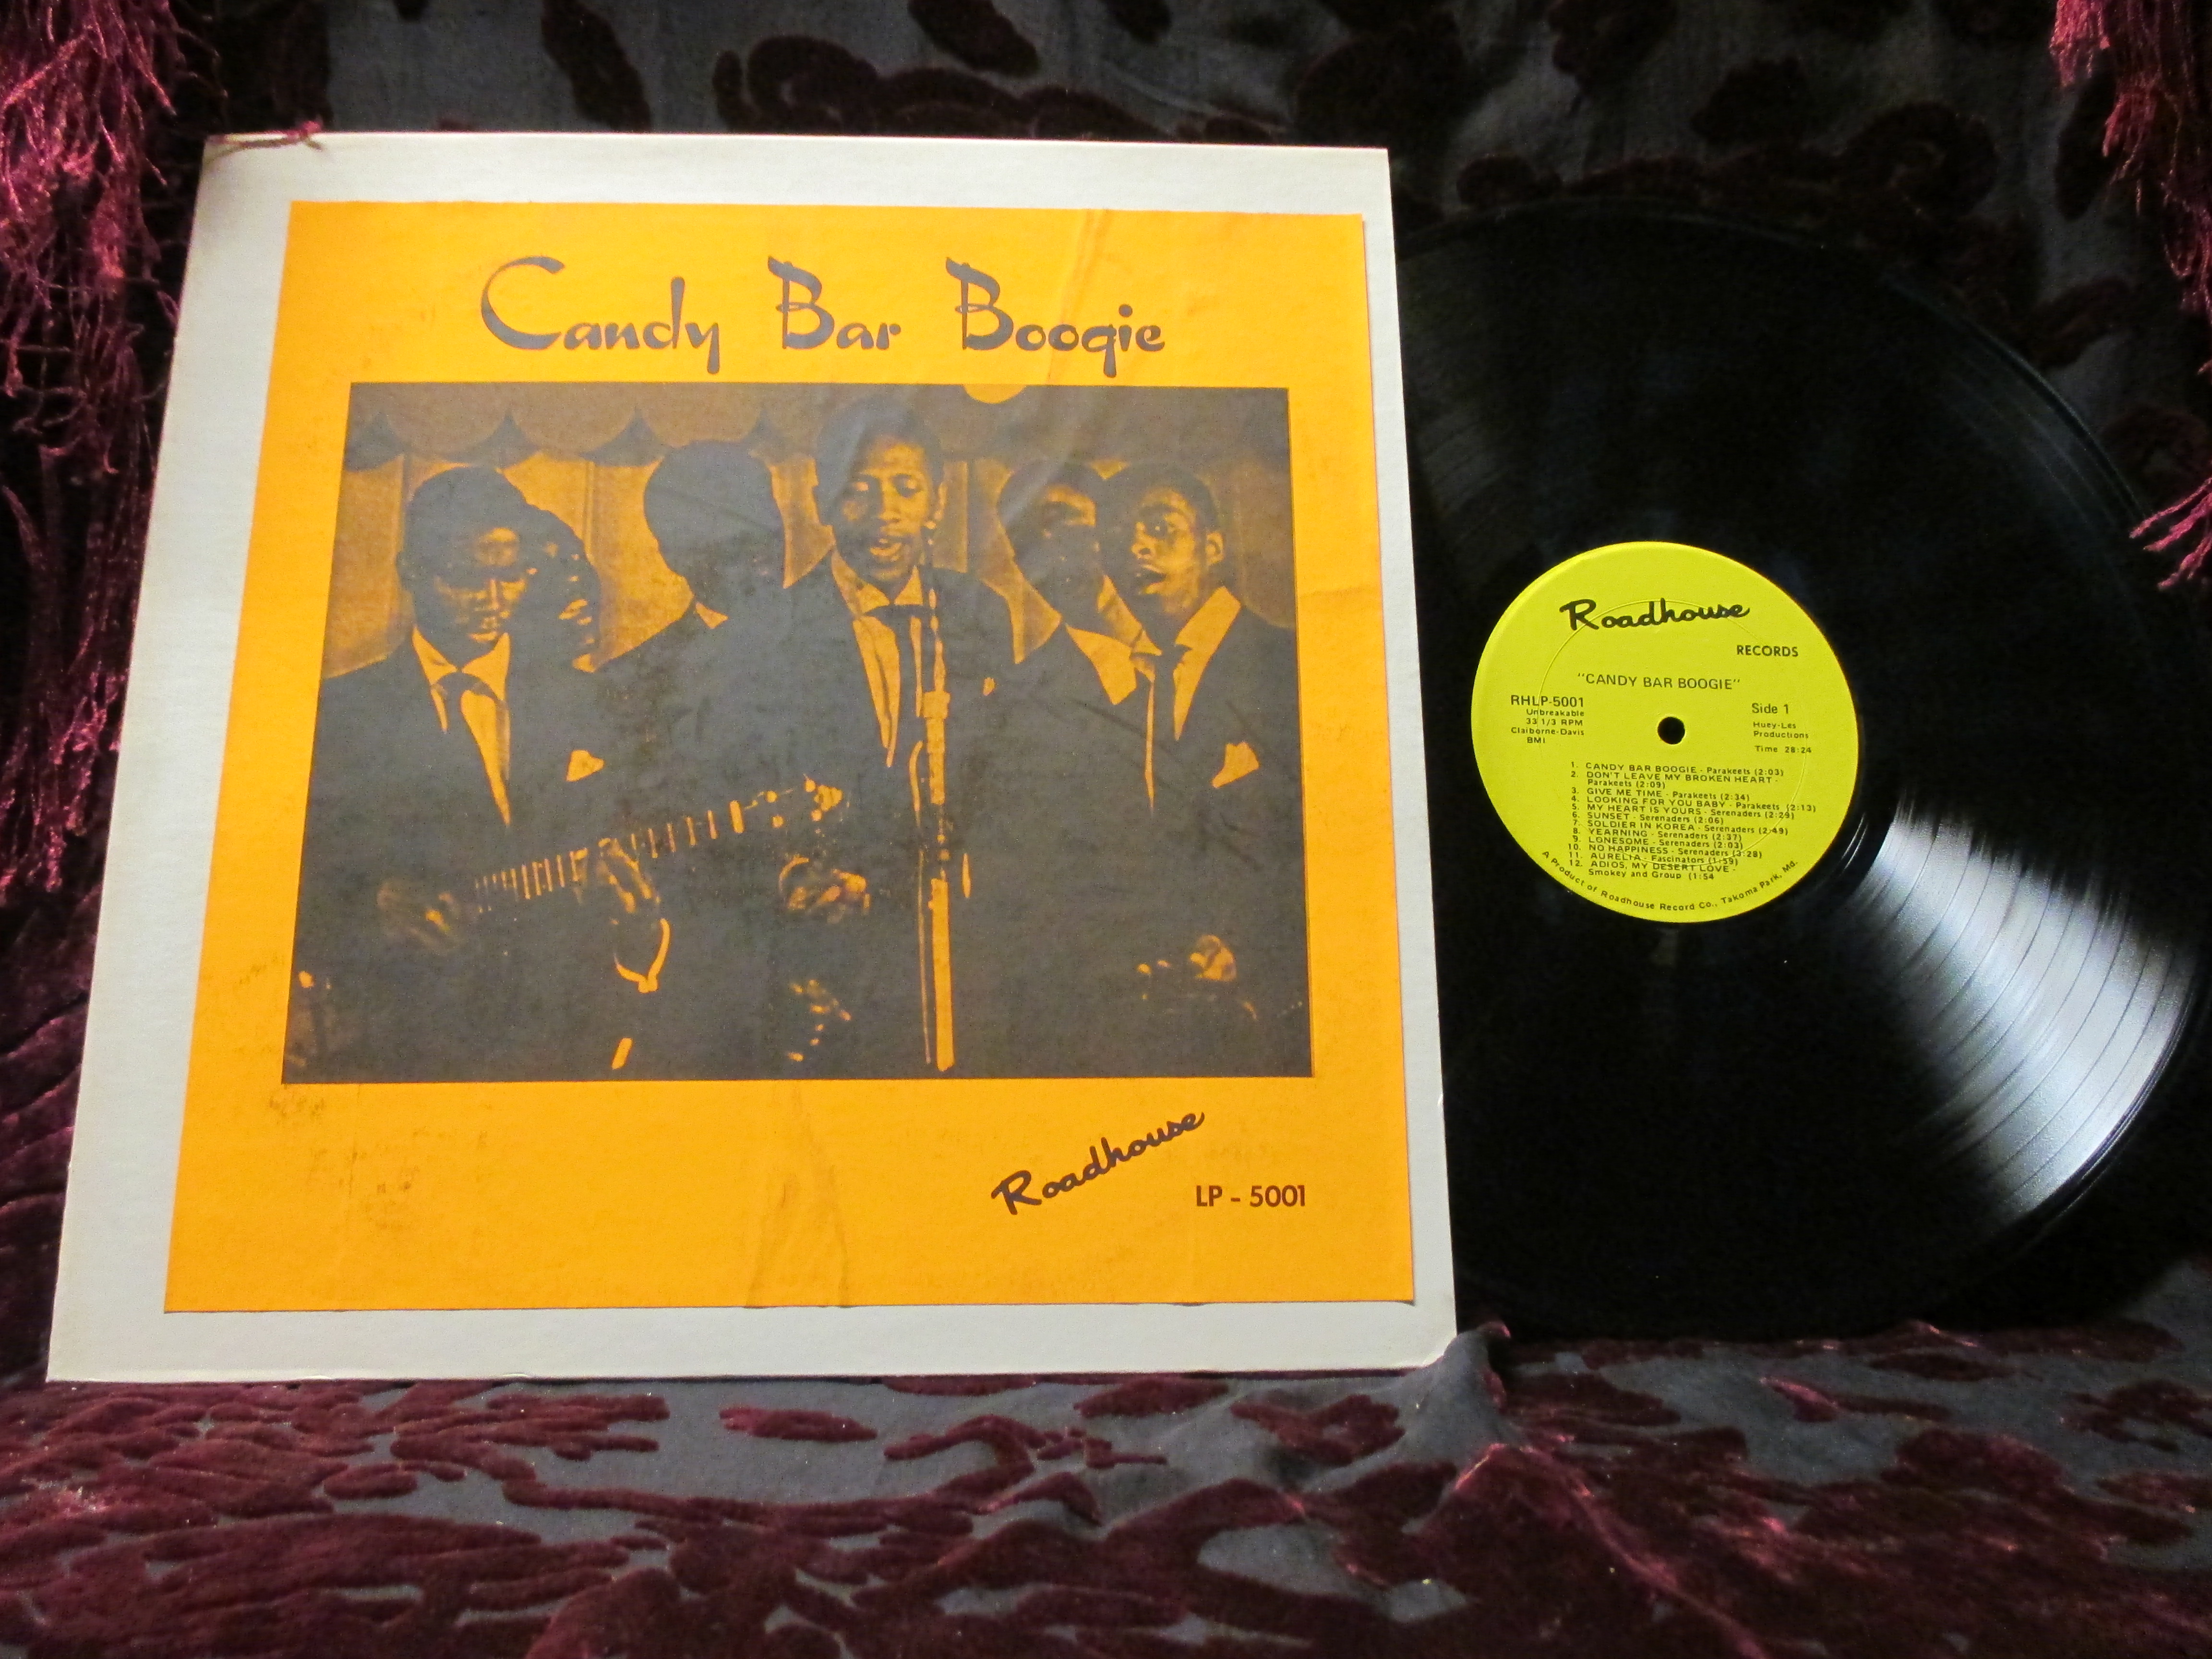 Candy Bar Boogie
Roadhouse
LP - 5001
Roadhouse
RECORDS
"CANDY BAR BOOGIE"
RHLP-5001
Unbreakable
33 1/3 RPM
Claiborne-Davis
BMI
Side 1
Huey-Les
Productions
Time 28:24
1. CANDY BAR BOOGIE - Parakeets (2:03)
2. DON'T LEAVE MY BROKEN HEART -
Parakeets (2:09)
3. GIVE ME TIME - Parakeets (2:34)
4. LOOKING FOR YOU BABY - Parakeets (2:13)
5. MY HEART IS YOURS - Serenaders (2:29)
6. SUNSET - Serenaders (2:06)
7. SOLDIER IN KOREA - Serenaders (2:49)
8. YEARNING - Serenaders (2:37)
9. LONESOME - Serenaders (2:03)
10. NO HAPPINESS - Serenaders (3:28)
11. AURELIA - Fascinators (1:59)
12. ADIOS, MY DESERT LOVE -
Smokey and Group (1:54
A Product of Roadhouse Record Co., Takoma Park, Md.